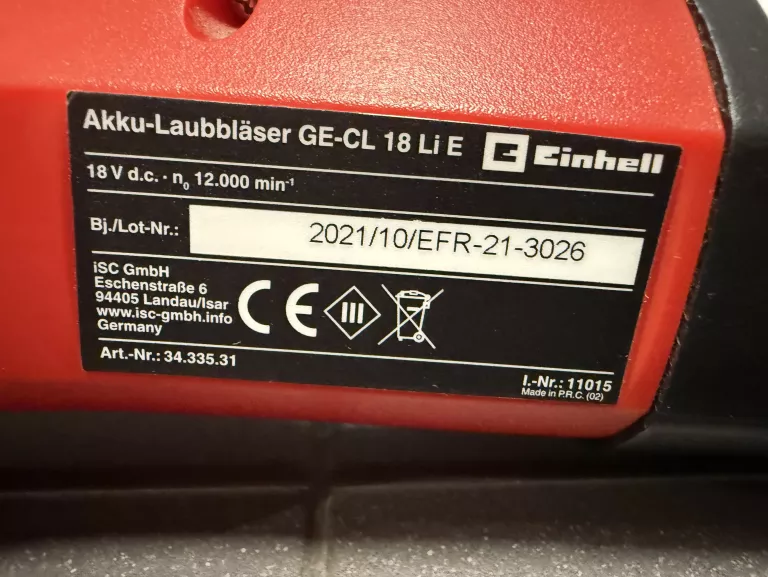 Akku-Laubbläser GE-CL 18 Li E Einhell
18 V d.c. · n₀ 12.000 min⁻¹
Bj./Lot-Nr.: 2021/10/EFR-21-3026
iSC GmbH
Eschenstraße 6
94405 Landau/Isar
www.isc-gmbh.info
Germany
CE III
Art.-Nr.: 34.335.31
I.-Nr.: 11015
Made in P.R.C. (02)